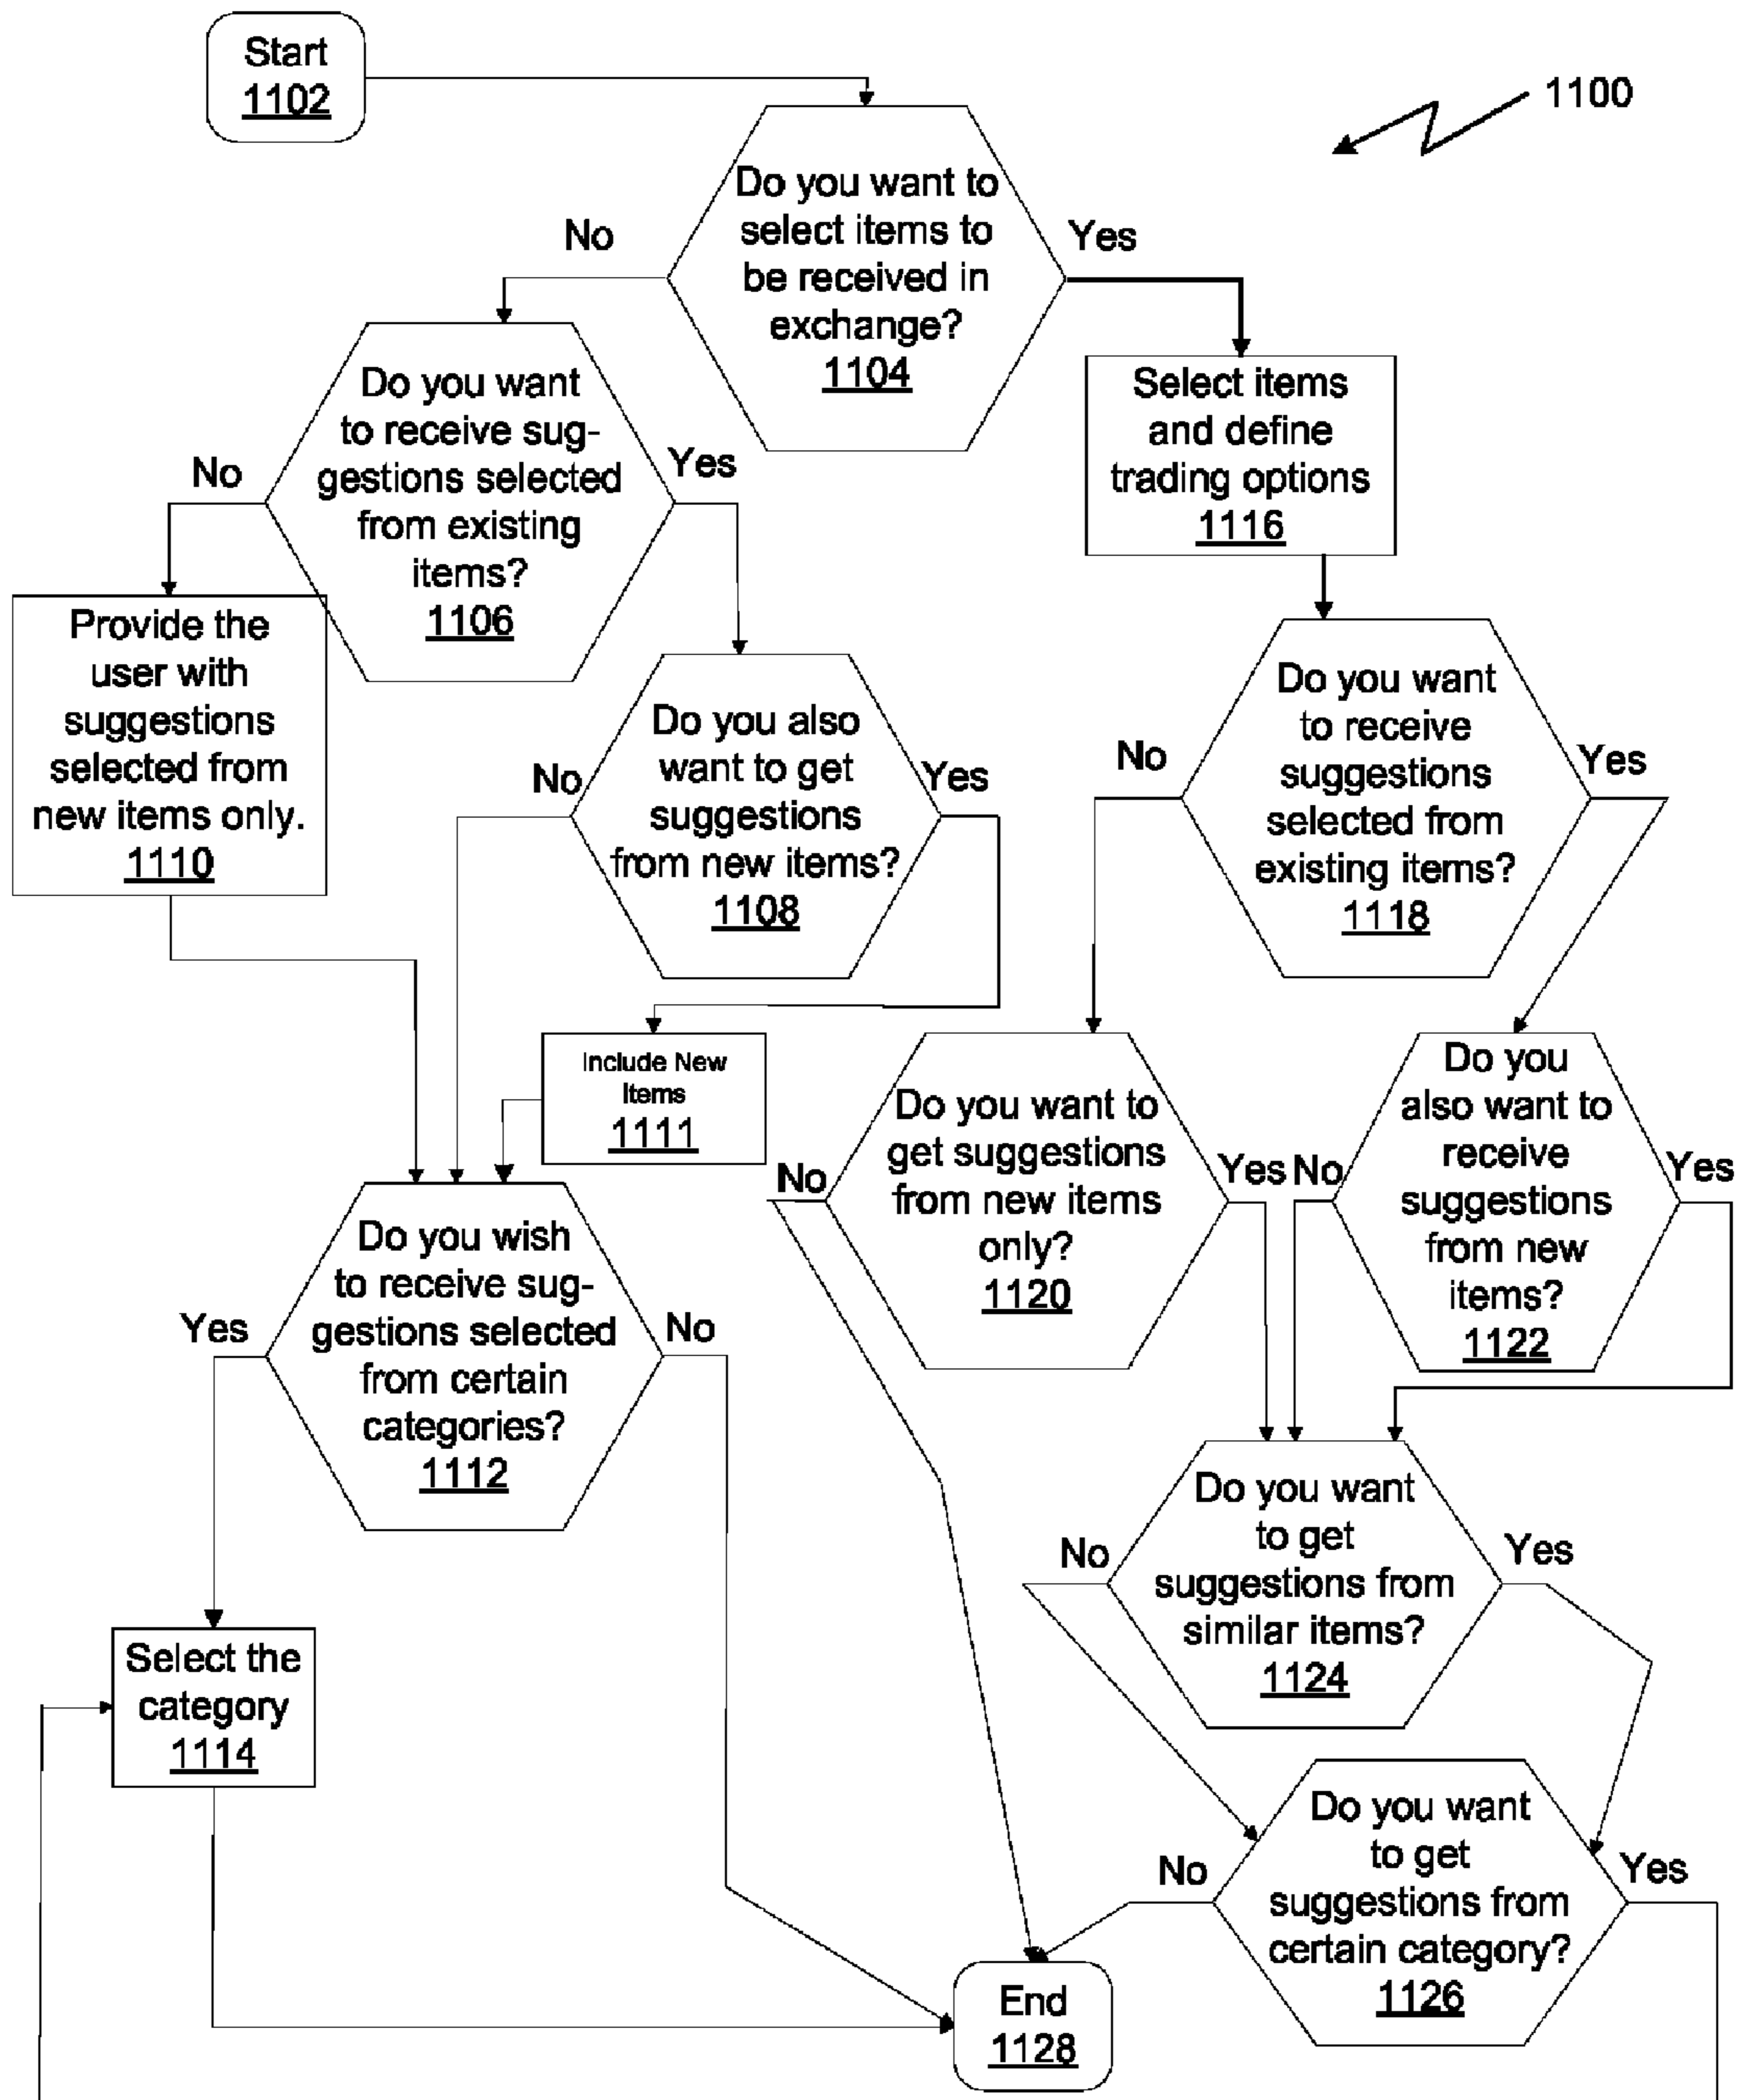 Start
1102
1100
Do you want to
select items to
be received in
exchange?
1104
No
Yes
Do you want
to receive sug-
gestions selected
from existing
items?
1106
No
Yes
Select items
and define
trading options
1116
Provide the
user with
suggestions
selected from
new items only.
1110
Do you also
want to get
suggestions
from new items?
1108
No
Yes
Do you want
to receive
suggestions
selected from
existing items?
1118
No
Yes
Include New
Items
1111
Do you want to
get suggestions
from new items
only?
1120
No
Yes
Do you
also want to
receive
suggestions
from new
items?
1122
No
Yes
Do you wish
to receive sug-
gestions selected
from certain
categories?
1112
Yes
No
Do you want
to get
suggestions from
similar items?
1124
No
Yes
Select the
category
1114
Do you want
to get
suggestions from
certain category?
1126
No
Yes
End
1128